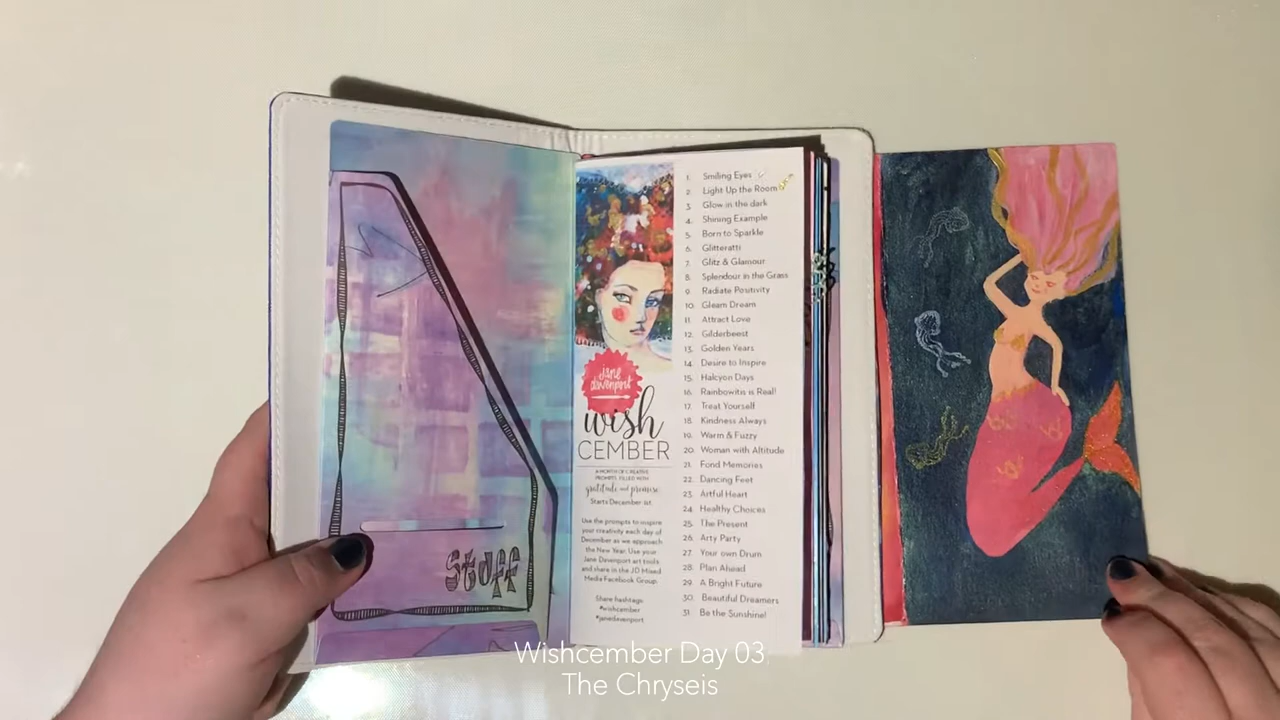 Stuff
jane
davenport
wish
CEMBER
A MONTH OF CREATIVE
PROMPTS FILLED WITH
gratitude and promise
Starts December 1st.
Use the prompts to inspire
your creativity each day of
December as we approach
the New Year. Use your
Jane Davenport art tools
and share in the JD Mixed
Media Facebook Group.
Share hashtags
#wishcember
#janedavenport
1. Smiling Eyes
2. Light Up the Room
3. Glow in the dark
4. Shining Example
5. Born to Sparkle
6. Glitteratti
7. Glitz & Glamour
8. Splendour in the Grass
9. Radiate Positivity
10. Gleam Dream
11. Attract Love
12. Gilderbeest
13. Golden Years
14. Desire to Inspire
15. Halcyon Days
16. Rainbowitis is Real!
17. Treat Yourself
18. Kindness Always
19. Warm & Fuzzy
20. Woman with Altitude
21. Fond Memories
22. Dancing Feet
23. Artful Heart
24. Healthy Choices
25. The Present
26. Arty Party
27. Your own Drum
28. Plan Ahead
29. A Bright Future
30. Beautiful Dreamers
31. Be the Sunshine!
Wishcember Day 03
The Chryseis